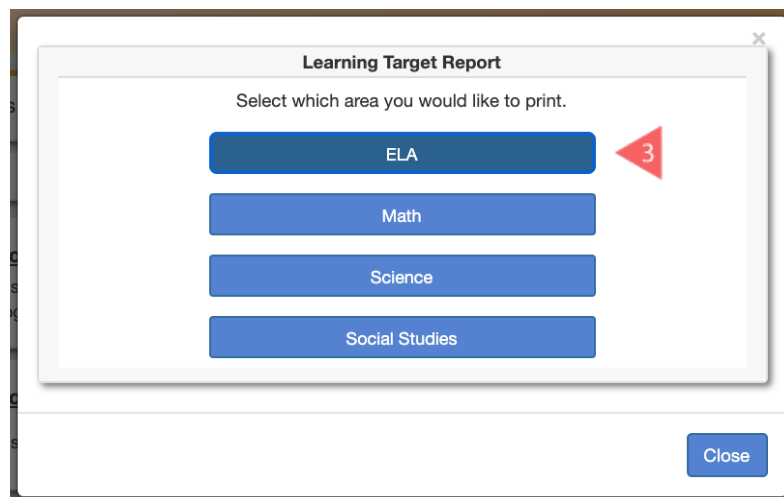 ×
Learning Target Report
Select which area you would like to print.
ELA
3
Math
Science
Social Studies
Close